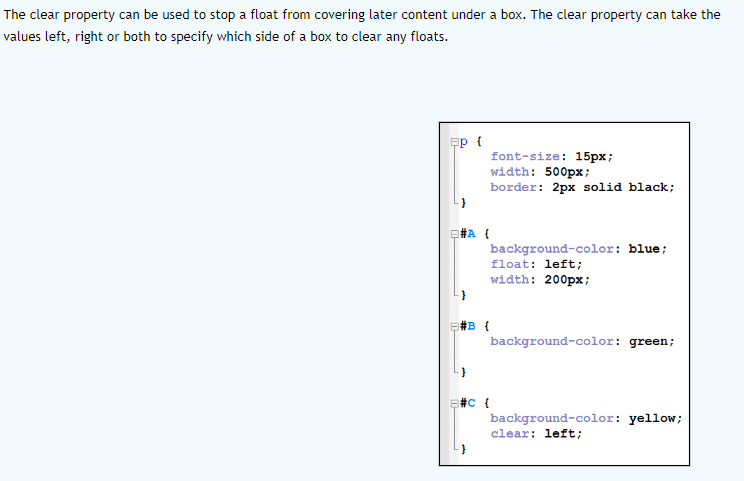 The clear property can be used to stop a float from covering later content under a box. The clear property can take the
values left, right or both to specify which side of a box to clear any floats.
p {
font-size: 15px;
width: 500px;
border: 2px solid black;
}
#A {
background-color: blue;
float: left;
width: 200px;
}
#B {
background-color: green;
}
#C {
background-color: yellow;
clear: left;
}